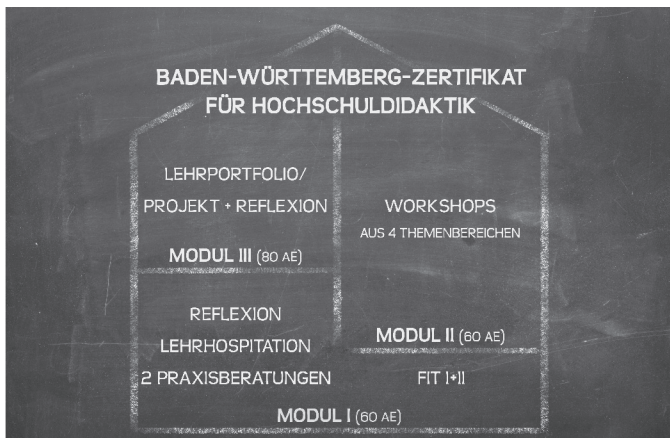 BADEN-WÜRTTEMBERG-ZERTIFIKAT
FÜR HOCHSCHULDIDAKTIK
LEHRPORTFOLIO/
PROJEKT + REFLEXION
MODUL III (80 AE)
WORKSHOPS
AUS 4 THEMENBEREICHEN
MODUL II (60 AE)
REFLEXION
LEHRHOSPITATION
2 PRAXISBERATUNGEN
FIT I+II
MODUL I (60 AE)